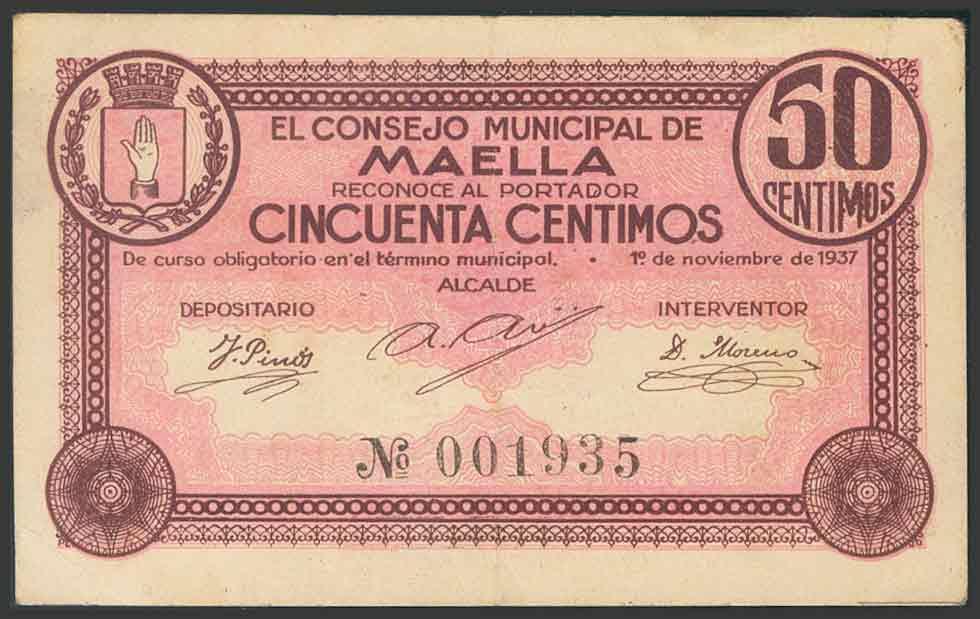 EL CONSEJO MUNICIPAL DE
MAELLA
RECONOCE AL PORTADOR
CINCUENTA CENTIMOS
50
CENTIMOS
De curso obligatorio en el término municipal. • 1º de noviembre de 1937
ALCALDE
DEPOSITARIO
INTERVENTOR
J. Pinós
D. Moreno
Nº 001935